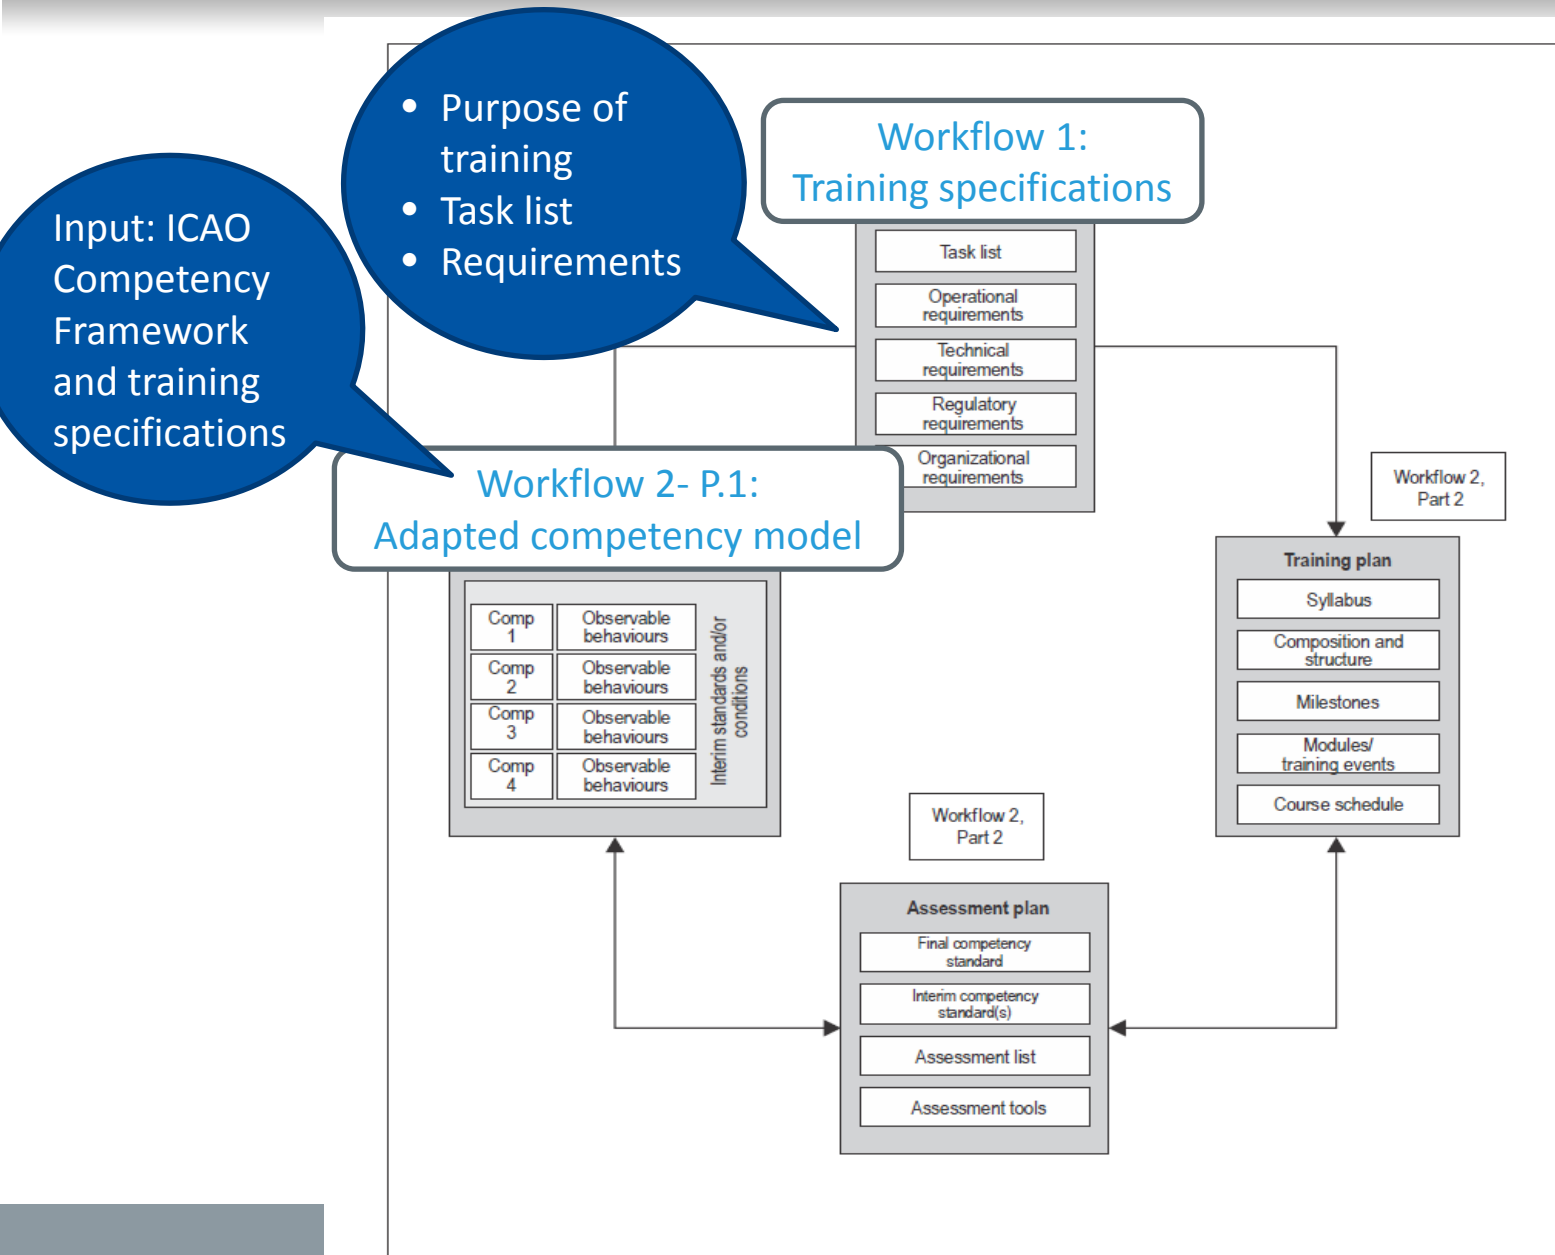 • Purpose of
training
• Task list
• Requirements
Input: ICAO
Competency
Framework
and training
specifications
Workflow 1:
Training specifications
Task list
Operational
requirements
Technical
requirements
Regulatory
requirements
Organizational
requirements
Workflow 2- P.1:
Adapted competency model
Comp
1
Observable
behaviours
Comp
2
Observable
behaviours
Comp
3
Observable
behaviours
Comp
4
Observable
behaviours
Interim standards and/or
conditions
Workflow 2,
Part 2
Training plan
Syllabus
Composition and
structure
Milestones
Modules/
training events
Course schedule
Workflow 2,
Part 2
Assessment plan
Final competency
standard
Interim competency
standard(s)
Assessment list
Assessment tools